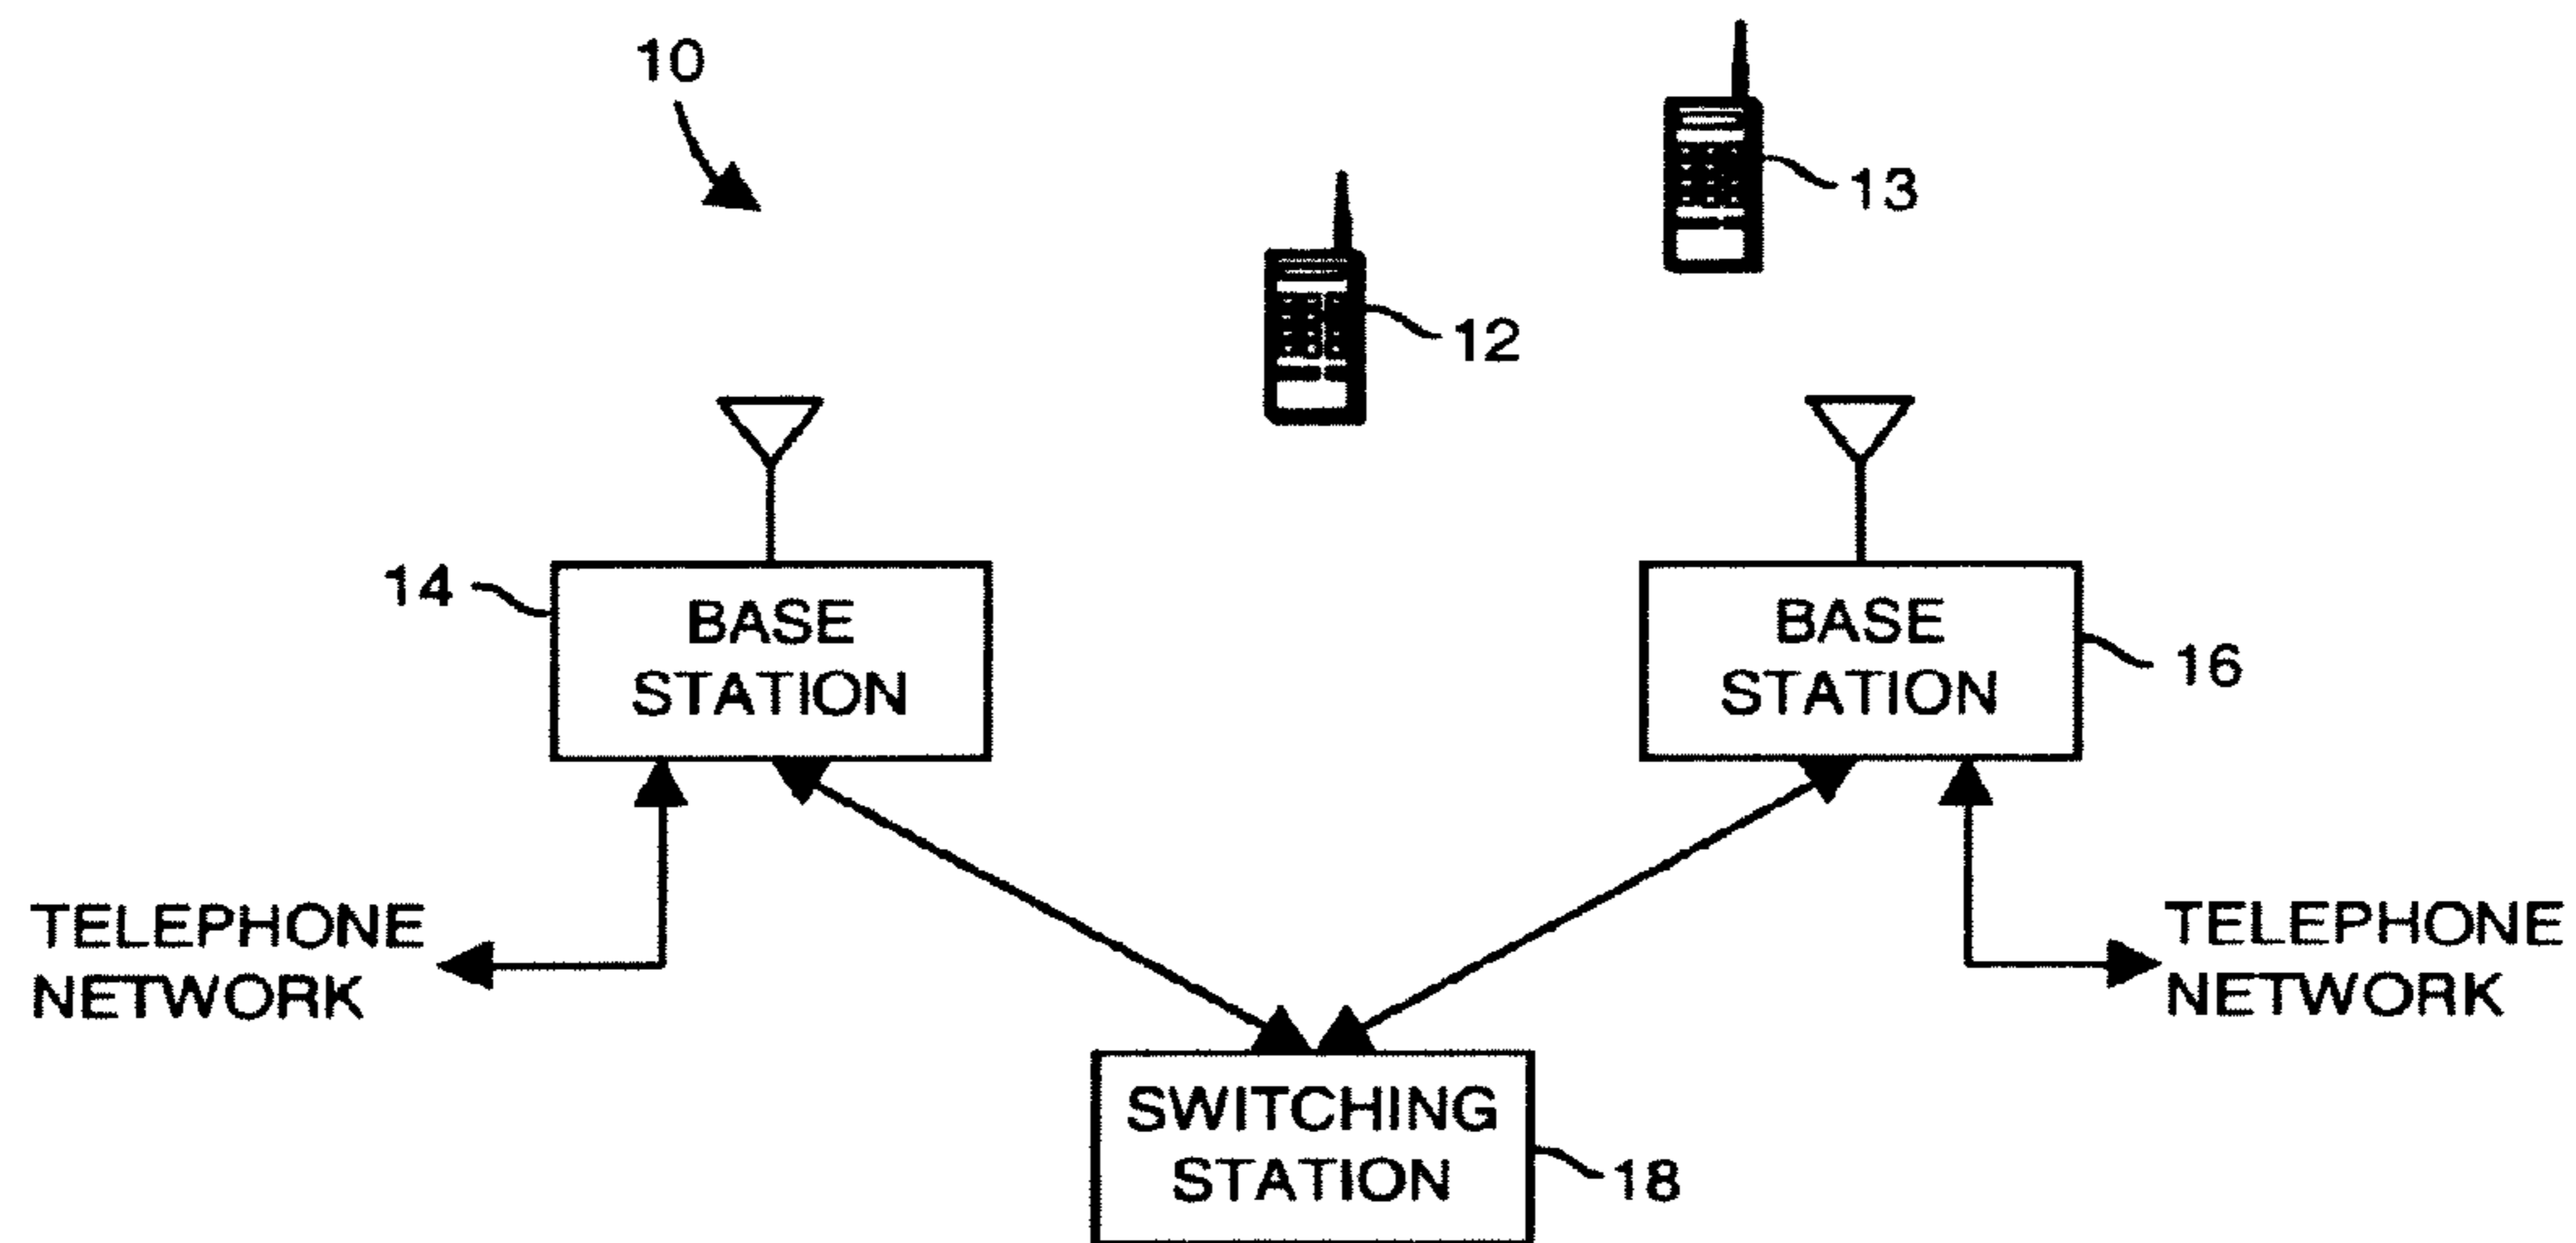 10
13
12
14
BASE
STATION
BASE
STATION
16
TELEPHONE
NETWORK
TELEPHONE
NETWORK
SWITCHING
STATION
18